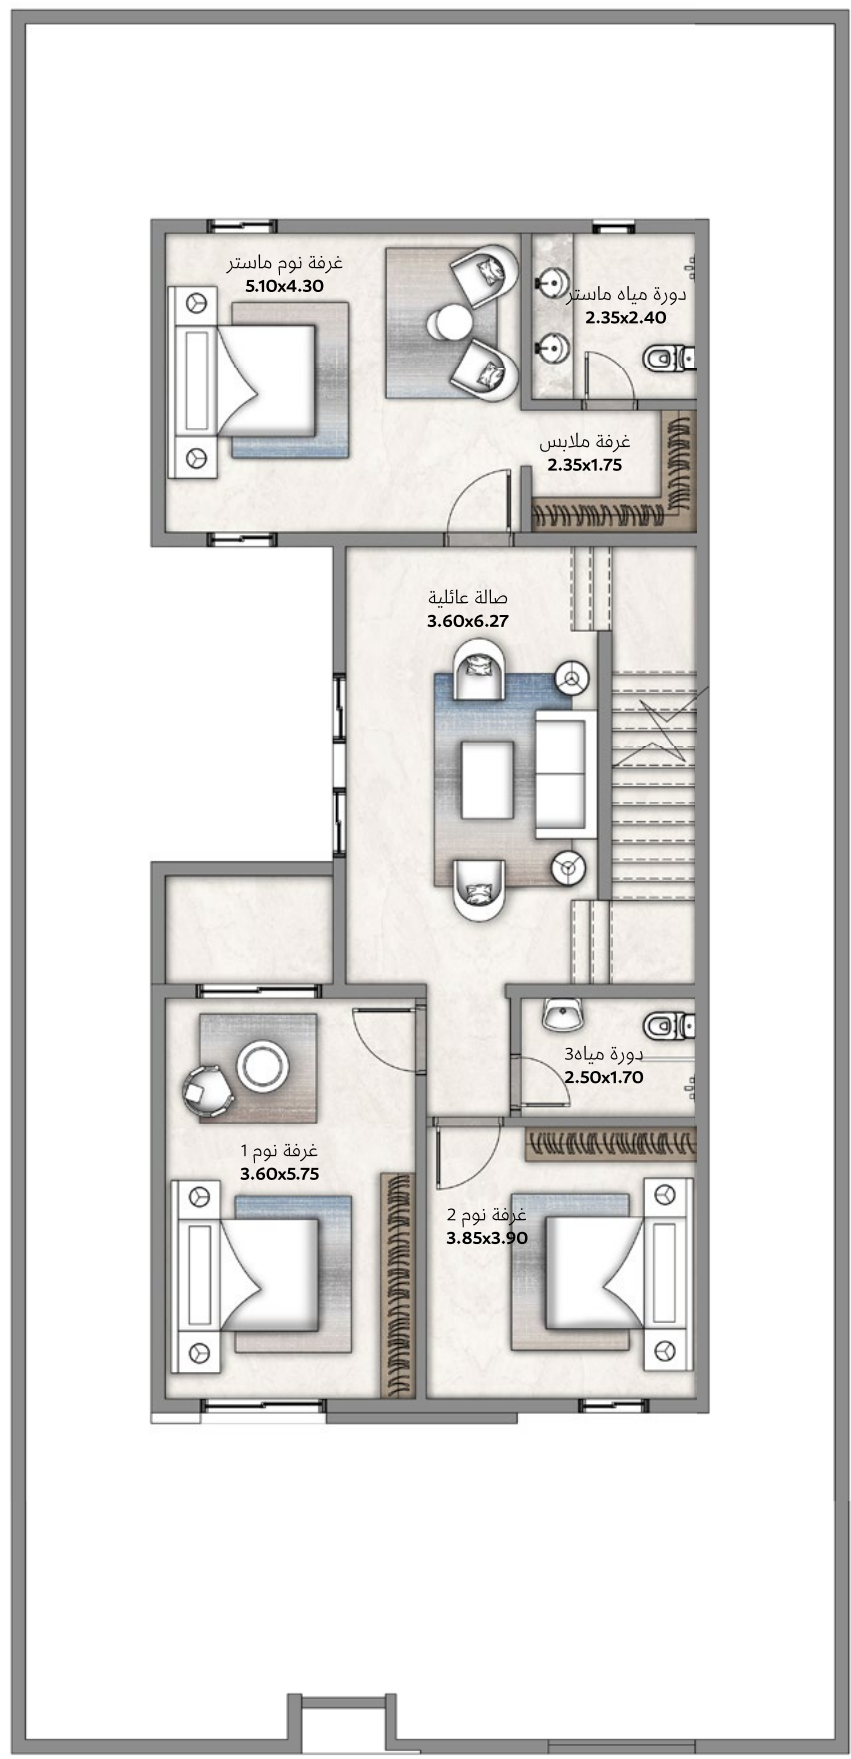 غرفة نوم ماستر
5.10x4.30
دورة مياه ماستر
2.35x2.40
غرفة ملابس
2.35x1.75
صالة عائلية
3.60x6.27
دورة مياه3
2.50x1.70
غرفة نوم 1
3.60x5.75
غرفة نوم 2
3.85x3.90